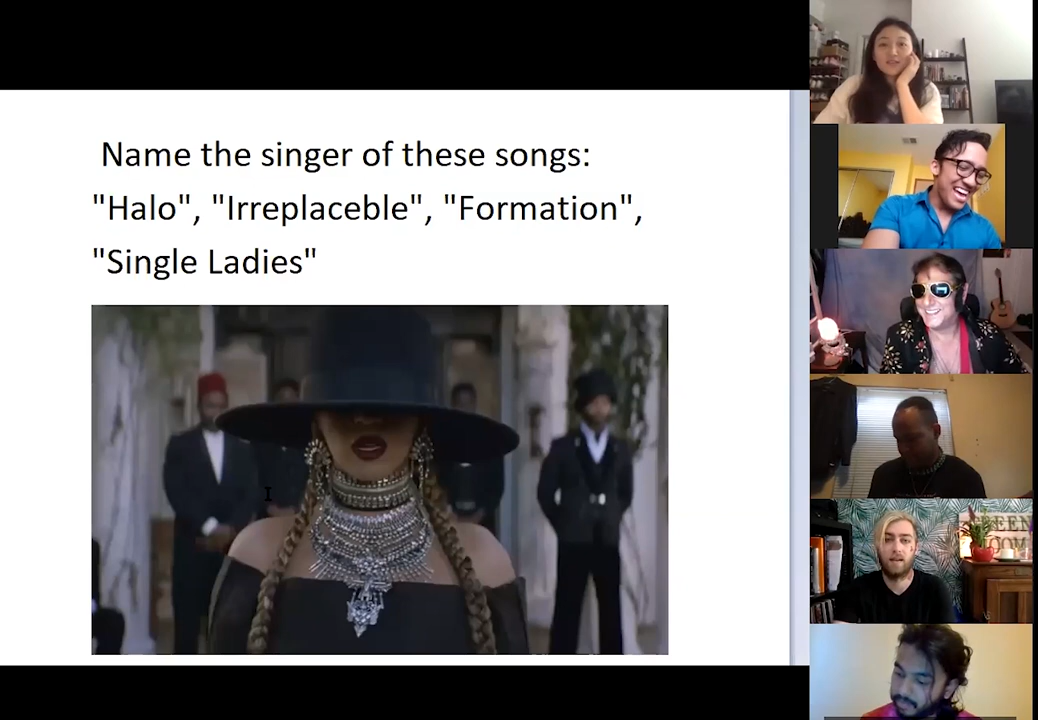 Name the singer of these songs:
"Halo", "Irreplaceble", "Formation",
"Single Ladies"